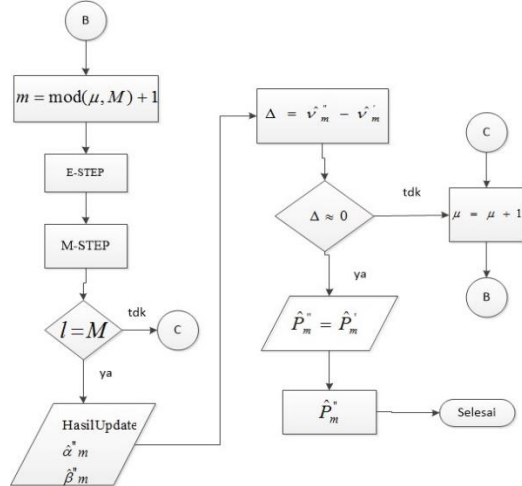 B
m = mod(μ, M) + 1
E-STEP
M-STEP
l = M
tdk
C
ya
HasilUpdate
α̂"m
β̂"m
Δ = ν̂"ₘ − ν̂'ₘ
Δ ≈ 0
tdk
ya
P̂"ₘ = P̂'ₘ
P̂"ₘ
Selesai
C
μ = μ + 1
B